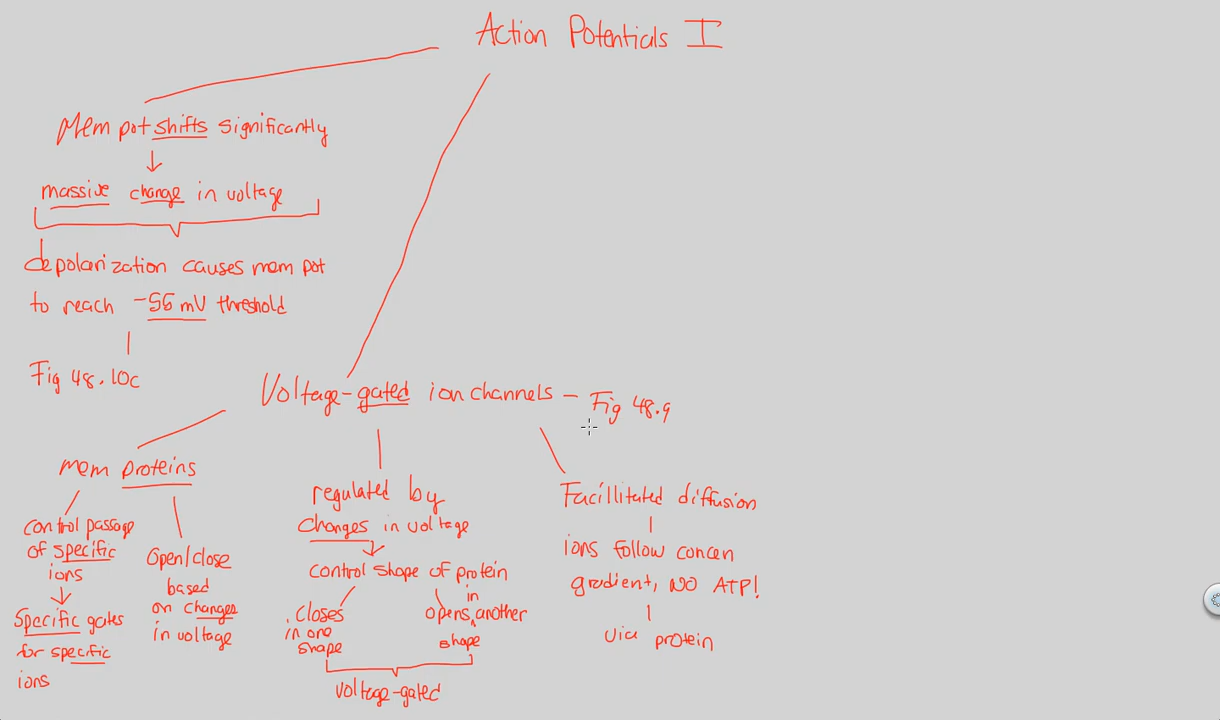 Action Potentials I
Mem pot shifts significantly
massive change in voltage
depolarization causes mem pot
to reach -55 mV threshold
Fig 48.10c
Voltage-gated ion channels - Fig 48.9
Mem proteins
control passage
of specific
ions
Specific gates
for specific
ions
Open/close
based
on changes
in voltage
regulated by
changes in voltage
control shape of protein
closes
in one
shape
in
opens another
shape
Voltage-gated
Facillitated diffusion
ions follow concen
gradient, NO ATP!
via protein